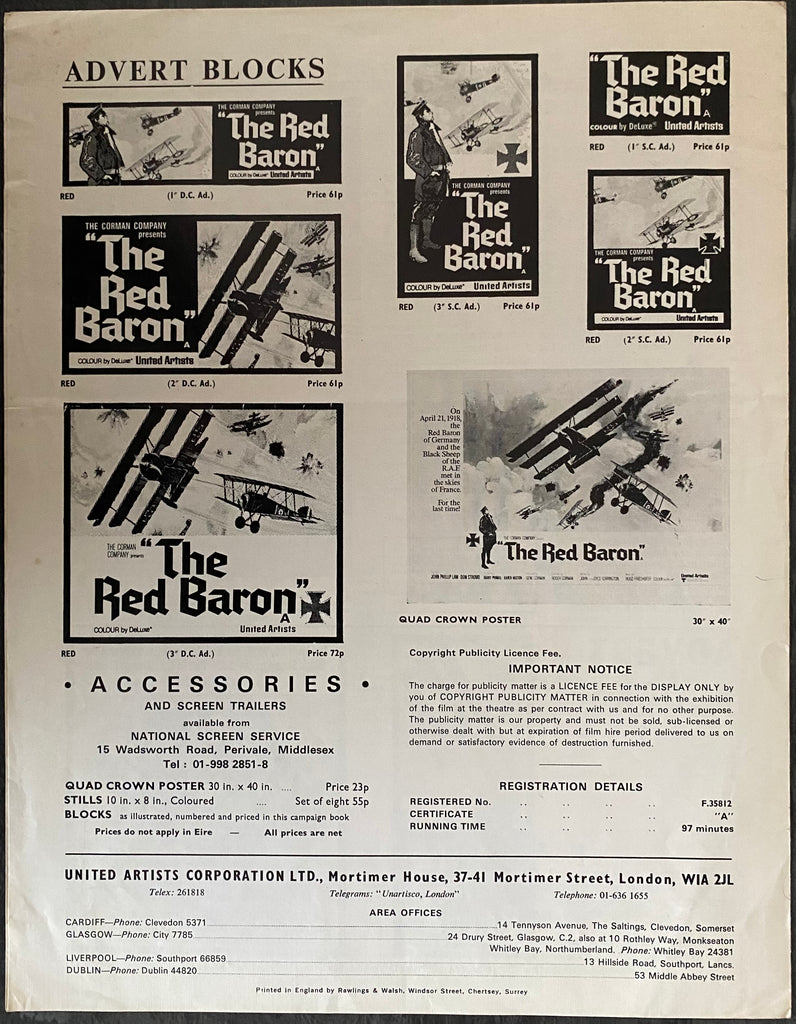 ADVERT BLOCKS
THE CORMAN COMPANY
presents
"The Red
Baron"
A
COLOUR by DeLuxe® United Artists
RED (1" D.C. Ad.) Price 61p
THE CORMAN COMPANY
presents
"The
Red
Baron"
A
COLOUR by DeLuxe® United Artists
RED (2" D.C. Ad.) Price 61p
THE CORMAN
COMPANY presents
"The
Red Baron"
A
COLOUR by DeLuxe® United Artists
RED (3" D.C. Ad.) Price 72p
THE CORMAN COMPANY
presents
"The
Red
Baron"
A
COLOUR by DeLuxe® United Artists
RED (3" S.C. Ad.) Price 61p
"The Red
Baron"
A
COLOUR by DeLuxe® United Artists
RED (1" S.C. Ad.) Price 61p
THE CORMAN COMPANY
presents
"The Red
Baron"
A
COLOUR by DeLuxe® United Artists
RED (2" S.C. Ad.) Price 61p
On
April 21, 1918,
the
Red Baron
of Germany
and the
Black Sheep
of the
R.A.F.
met in
the skies
of France.
For the
last time!
THE CORMAN COMPANY
"The Red Baron"
JOHN PHILLIP LAW DON STROUD
United Artists
QUAD CROWN POSTER 30" x 40"
• ACCESSORIES •
AND SCREEN TRAILERS
available from
NATIONAL SCREEN SERVICE
15 Wadsworth Road, Perivale, Middlesex
Tel : 01-998 2851-8
QUAD CROWN POSTER 30 in. x 40 in. .... Price 23p
STILLS 10 in. x 8 in., Coloured .... Set of eight 55p
BLOCKS as illustrated, numbered and priced in this campaign book
Prices do not apply in Eire — All prices are net
Copyright Publicity Licence Fee.
IMPORTANT NOTICE
The charge for publicity matter is a LICENCE FEE for the DISPLAY ONLY by
you of COPYRIGHT PUBLICITY MATTER in connection with the exhibition
of the film at the theatre as per contract with us and for no other purpose.
The publicity matter is our property and must not be sold, sub-licensed or
otherwise dealt with but at expiration of film hire period delivered to us on
demand or satisfactory evidence of destruction furnished.
REGISTRATION DETAILS
REGISTERED No. .. .. .. .. F.35812
CERTIFICATE .. .. .. .. "A"
RUNNING TIME .. .. .. .. 97 minutes
UNITED ARTISTS CORPORATION LTD., Mortimer House, 37-41 Mortimer Street, London, W1A 2JL
Telex: 261818 Telegrams: "Unartisco, London" Telephone: 01-636 1655
AREA OFFICES
CARDIFF—Phone: Clevedon 5371 14 Tennyson Avenue, The Saltings, Clevedon, Somerset
GLASGOW—Phone: City 7785 24 Drury Street, Glasgow, C.2, also at 10 Rothley Way, Monkseaton
Whitley Bay, Northumberland. Phone: Whitley Bay 24381
LIVERPOOL—Phone: Southport 66859 13 Hillside Road, Southport, Lancs.
DUBLIN—Phone: Dublin 44820 53 Middle Abbey Street
Printed in England by Rawlings & Walsh, Windsor Street, Chertsey, Surrey